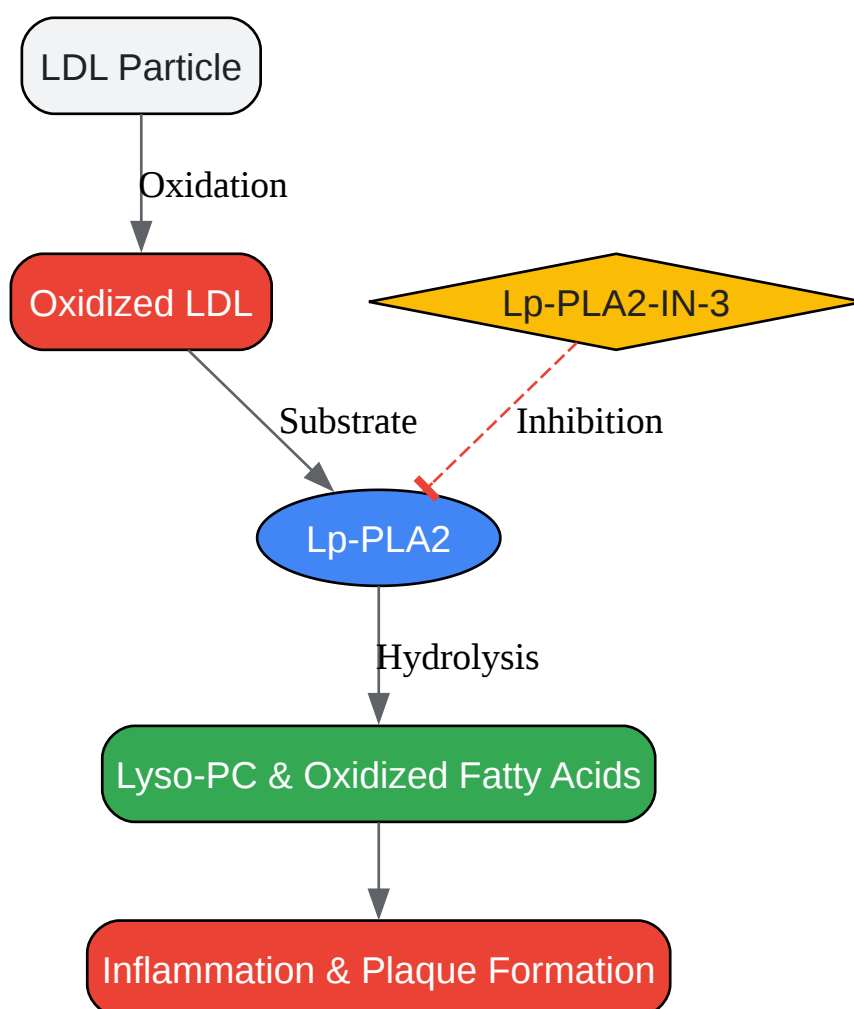 LDL Particle
Oxidation
Oxidized LDL
Lp-PLA2-IN-3
Substrate
Inhibition
Lp-PLA2
Hydrolysis
Lyso-PC & Oxidized Fatty Acids
Inflammation & Plaque Formation